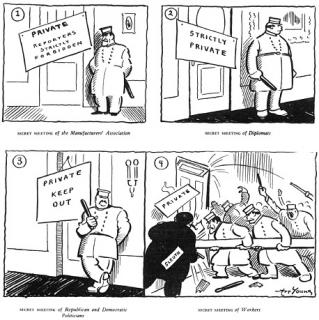 1
PRIVATE
REPORTERS
STRICTLY
FORBIDDEN
2
STRICTLY
PRIVATE
SECRET MEETING of the Manufacturers' Association
SECRET MEETING of Diplomats
3
PRIVATE
KEEP
OUT
4
PRIVATE
SLEUTH
ART YOUNG
SECRET MEETING of Republican and Democratic
Politicians
SECRET MEETING of Workers